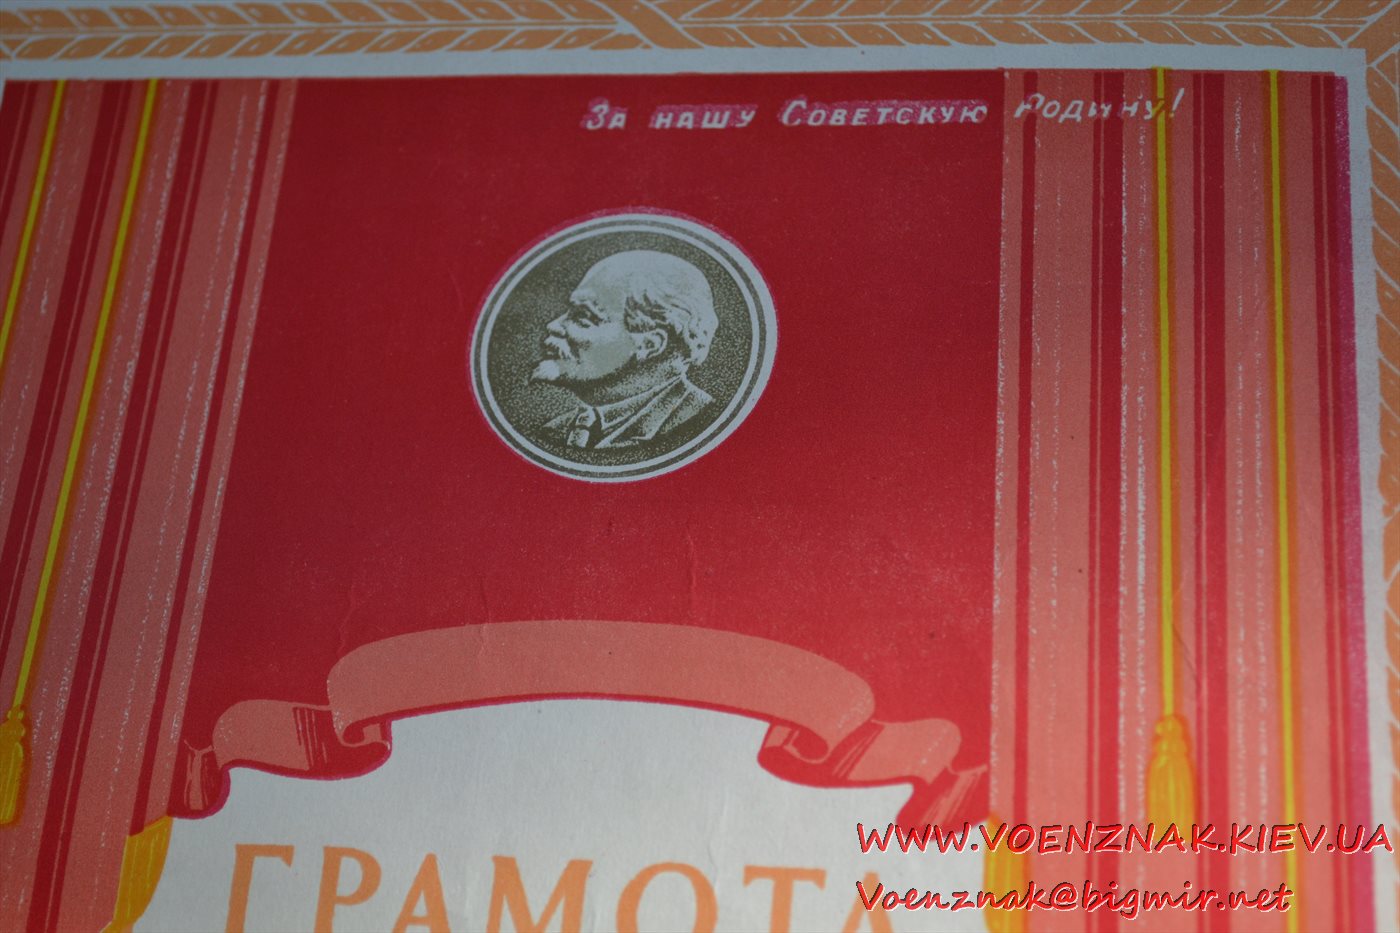 За нашу Советскую Родину!
ГРАМОТА
WWW.VOENZNAK.KIEV.UA
Voenznak@bigmir.net